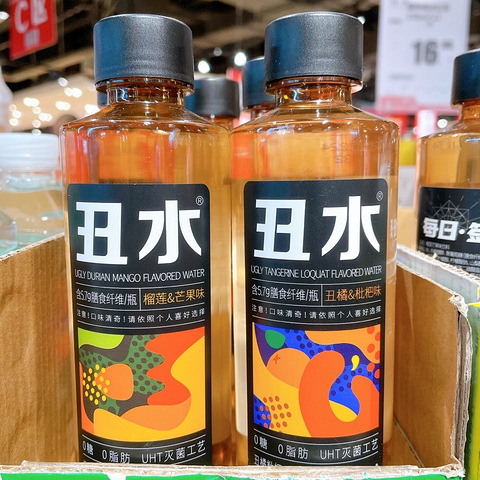 C
16
丑水®
UGLY DURIAN MANGO FLAVORED WATER
含5.79膳食纤维/瓶 榴莲&芒果味
注意!口味清奇!请依照个人喜好选择
0糖 0脂肪 UHT灭菌工艺
丑水®
UGLY TANGERINE LOQUAT FLAVORED WATER
含5.79膳食纤维/瓶 丑橘&枇杷味
注意!口味清奇!请依照个人喜好选择
0糖 0脂肪 UHT灭菌工艺
每日·